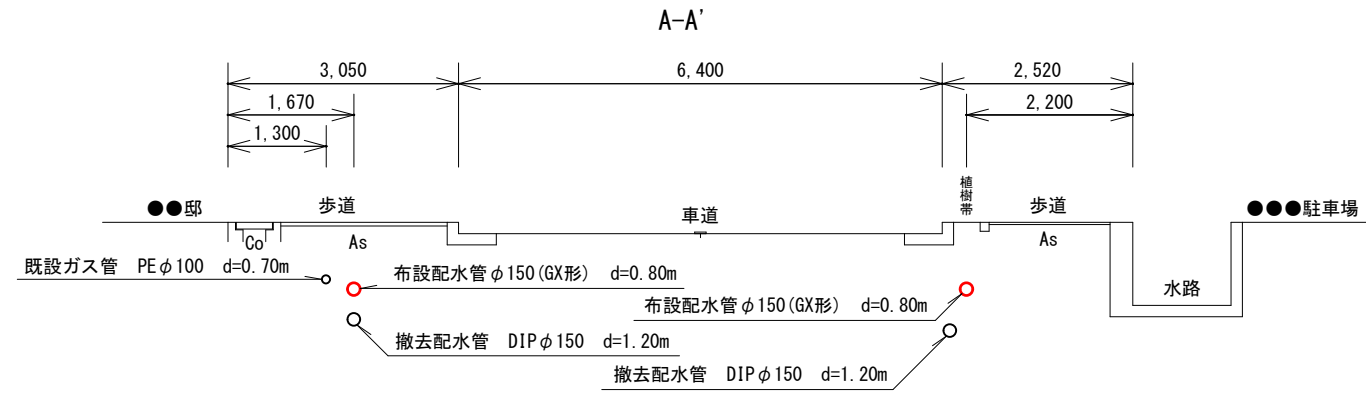 A-A'
3,050
6,400
2,520
1,670
2,200
1,300
●●邸
歩道
車道
植樹帯
歩道
●●●駐車場
Co
As
As
既設ガス管 PEφ100 d=0.70m
布設配水管φ150(GX形) d=0.80m
水路
布設配水管φ150(GX形) d=0.80m
撤去配水管 DIPφ150 d=1.20m
撤去配水管 DIPφ150 d=1.20m